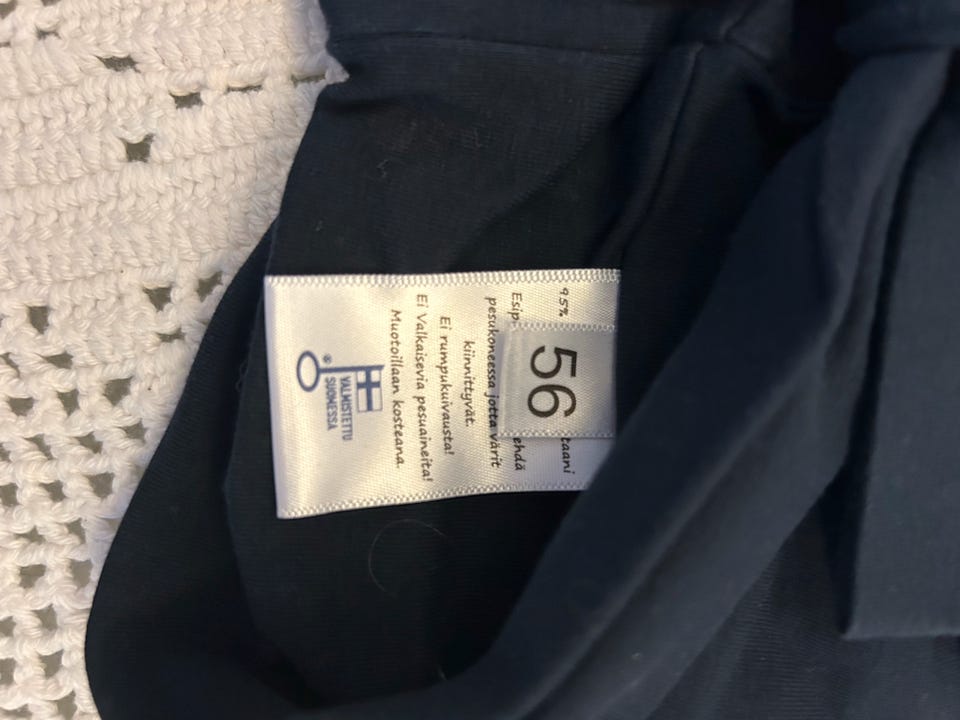 56
95%
pesukoneessa jotta värit
kiinnittyvät.
Ei rumpukuivausta!
Ei Valkaisevia pesuaineita!
Muotoillaan kosteana.
VALMISTETTU
SUOMESSA
®